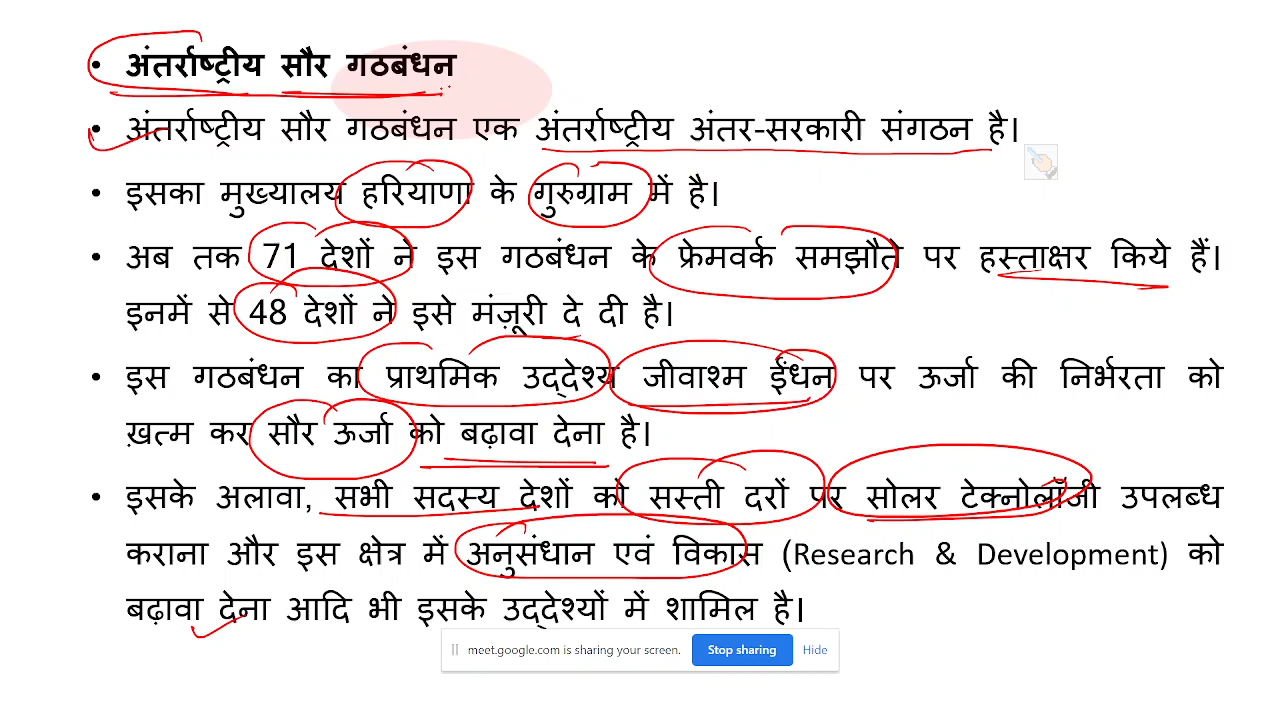 • अंतर्राष्ट्रीय सौर गठबंधन
• अंतर्राष्ट्रीय सौर गठबंधन एक अंतर्राष्ट्रीय अंतर-सरकारी संगठन है।
• इसका मुख्यालय हरियाणा के गुरुग्राम में है।
• अब तक 71 देशों ने इस गठबंधन के फ्रेमवर्क समझौते पर हस्ताक्षर किये हैं।
इनमें से 48 देशों ने इसे मंज़ूरी दे दी है।
• इस गठबंधन का प्राथमिक उद्देश्य जीवाश्म ईंधन पर ऊर्जा की निर्भरता को
ख़त्म कर सौर ऊर्जा को बढ़ावा देना है।
• इसके अलावा, सभी सदस्य देशों को सस्ती दरों पर सोलर टेक्नोलॉजी उपलब्ध
कराना और इस क्षेत्र में अनुसंधान एवं विकास (Research & Development) को
बढ़ावा देना आदि भी इसके उद्देश्यों में शामिल है।
meet.google.com is sharing your screen. Stop sharing Hide